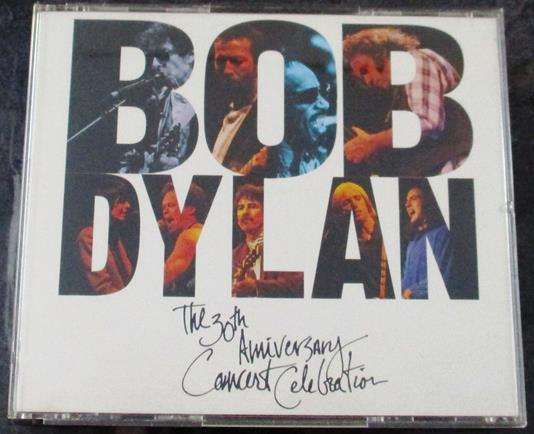 BOB
DYLAN
The 30th
Anniversary
Concert Celebration